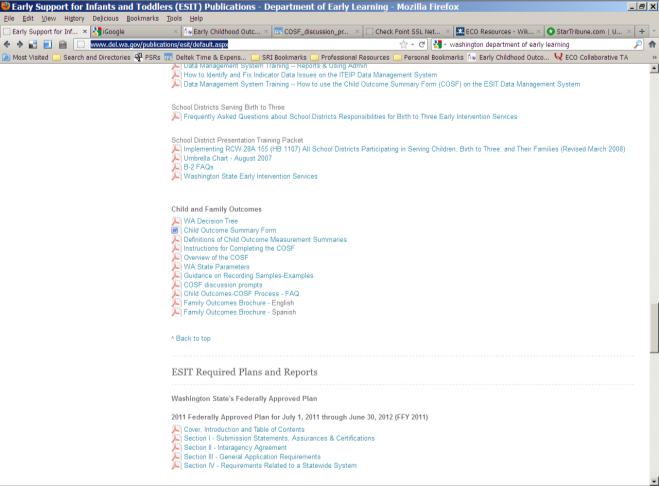 Early Support for Infants and Toddlers (ESIT) Publications - Department of Early Learning - Mozilla Firefox
File Edit View History Delicious Bookmarks Tools Help
Early Support for Inf... iGoogle Early Childhood Outc... COSF_discussion_pr... Check Point SSL Net... ECO Resources - Wik... StarTribune.com | U...
www.del.wa.gov/publications/esit/default.aspx washington department of early learning
Most Visited Search and Directories PSRs Deltek Time & Expens... SRI Bookmarks Professional Resources Personal Bookmarks Early Childhood Outco... ECO Collaborative TA
Data Management System Training – Reports & Using Admin
How to Identify and Fix Indicator Data Issues on the ITEIP Data Management System
Data Management System Training – How to use the Child Outcome Summary Form (COSF) on the ESIT Data Management System
School Districts Serving Birth to Three
Frequently Asked Questions about School Districts Responsibilities for Birth to Three Early Intervention Services
School District Presentation Training Packet
Implementing RCW 28A 155 (HB 1107) All School Districts Participating in Serving Children, Birth to Three, and Their Families (Revised March 2008)
Umbrella Chart - August 2007
B-2 FAQs
Washington State Early Intervention Services
Child and Family Outcomes
WA Decision Tree
Child Outcome Summary Form
Definitions of Child Outcome Measurement Summaries
Instructions for Completing the COSF
Overview of the COSF
WA State Parameters
Guidance on Recording Samples-Examples
COSF discussion prompts
Child Outcomes-COSF Process - FAQ
Family Outcomes Brochure - English
Family Outcomes Brochure - Spanish
^ Back to top
ESIT Required Plans and Reports
Washington State's Federally Approved Plan
2011 Federally Approved Plan for July 1, 2011 through June 30, 2012 (FFY 2011)
Cover, Introduction and Table of Contents
Section I - Submission Statements, Assurances & Certifications
Section II - Interagency Agreement
Section III - General Application Requirements
Section IV - Requirements Related to a Statewide System